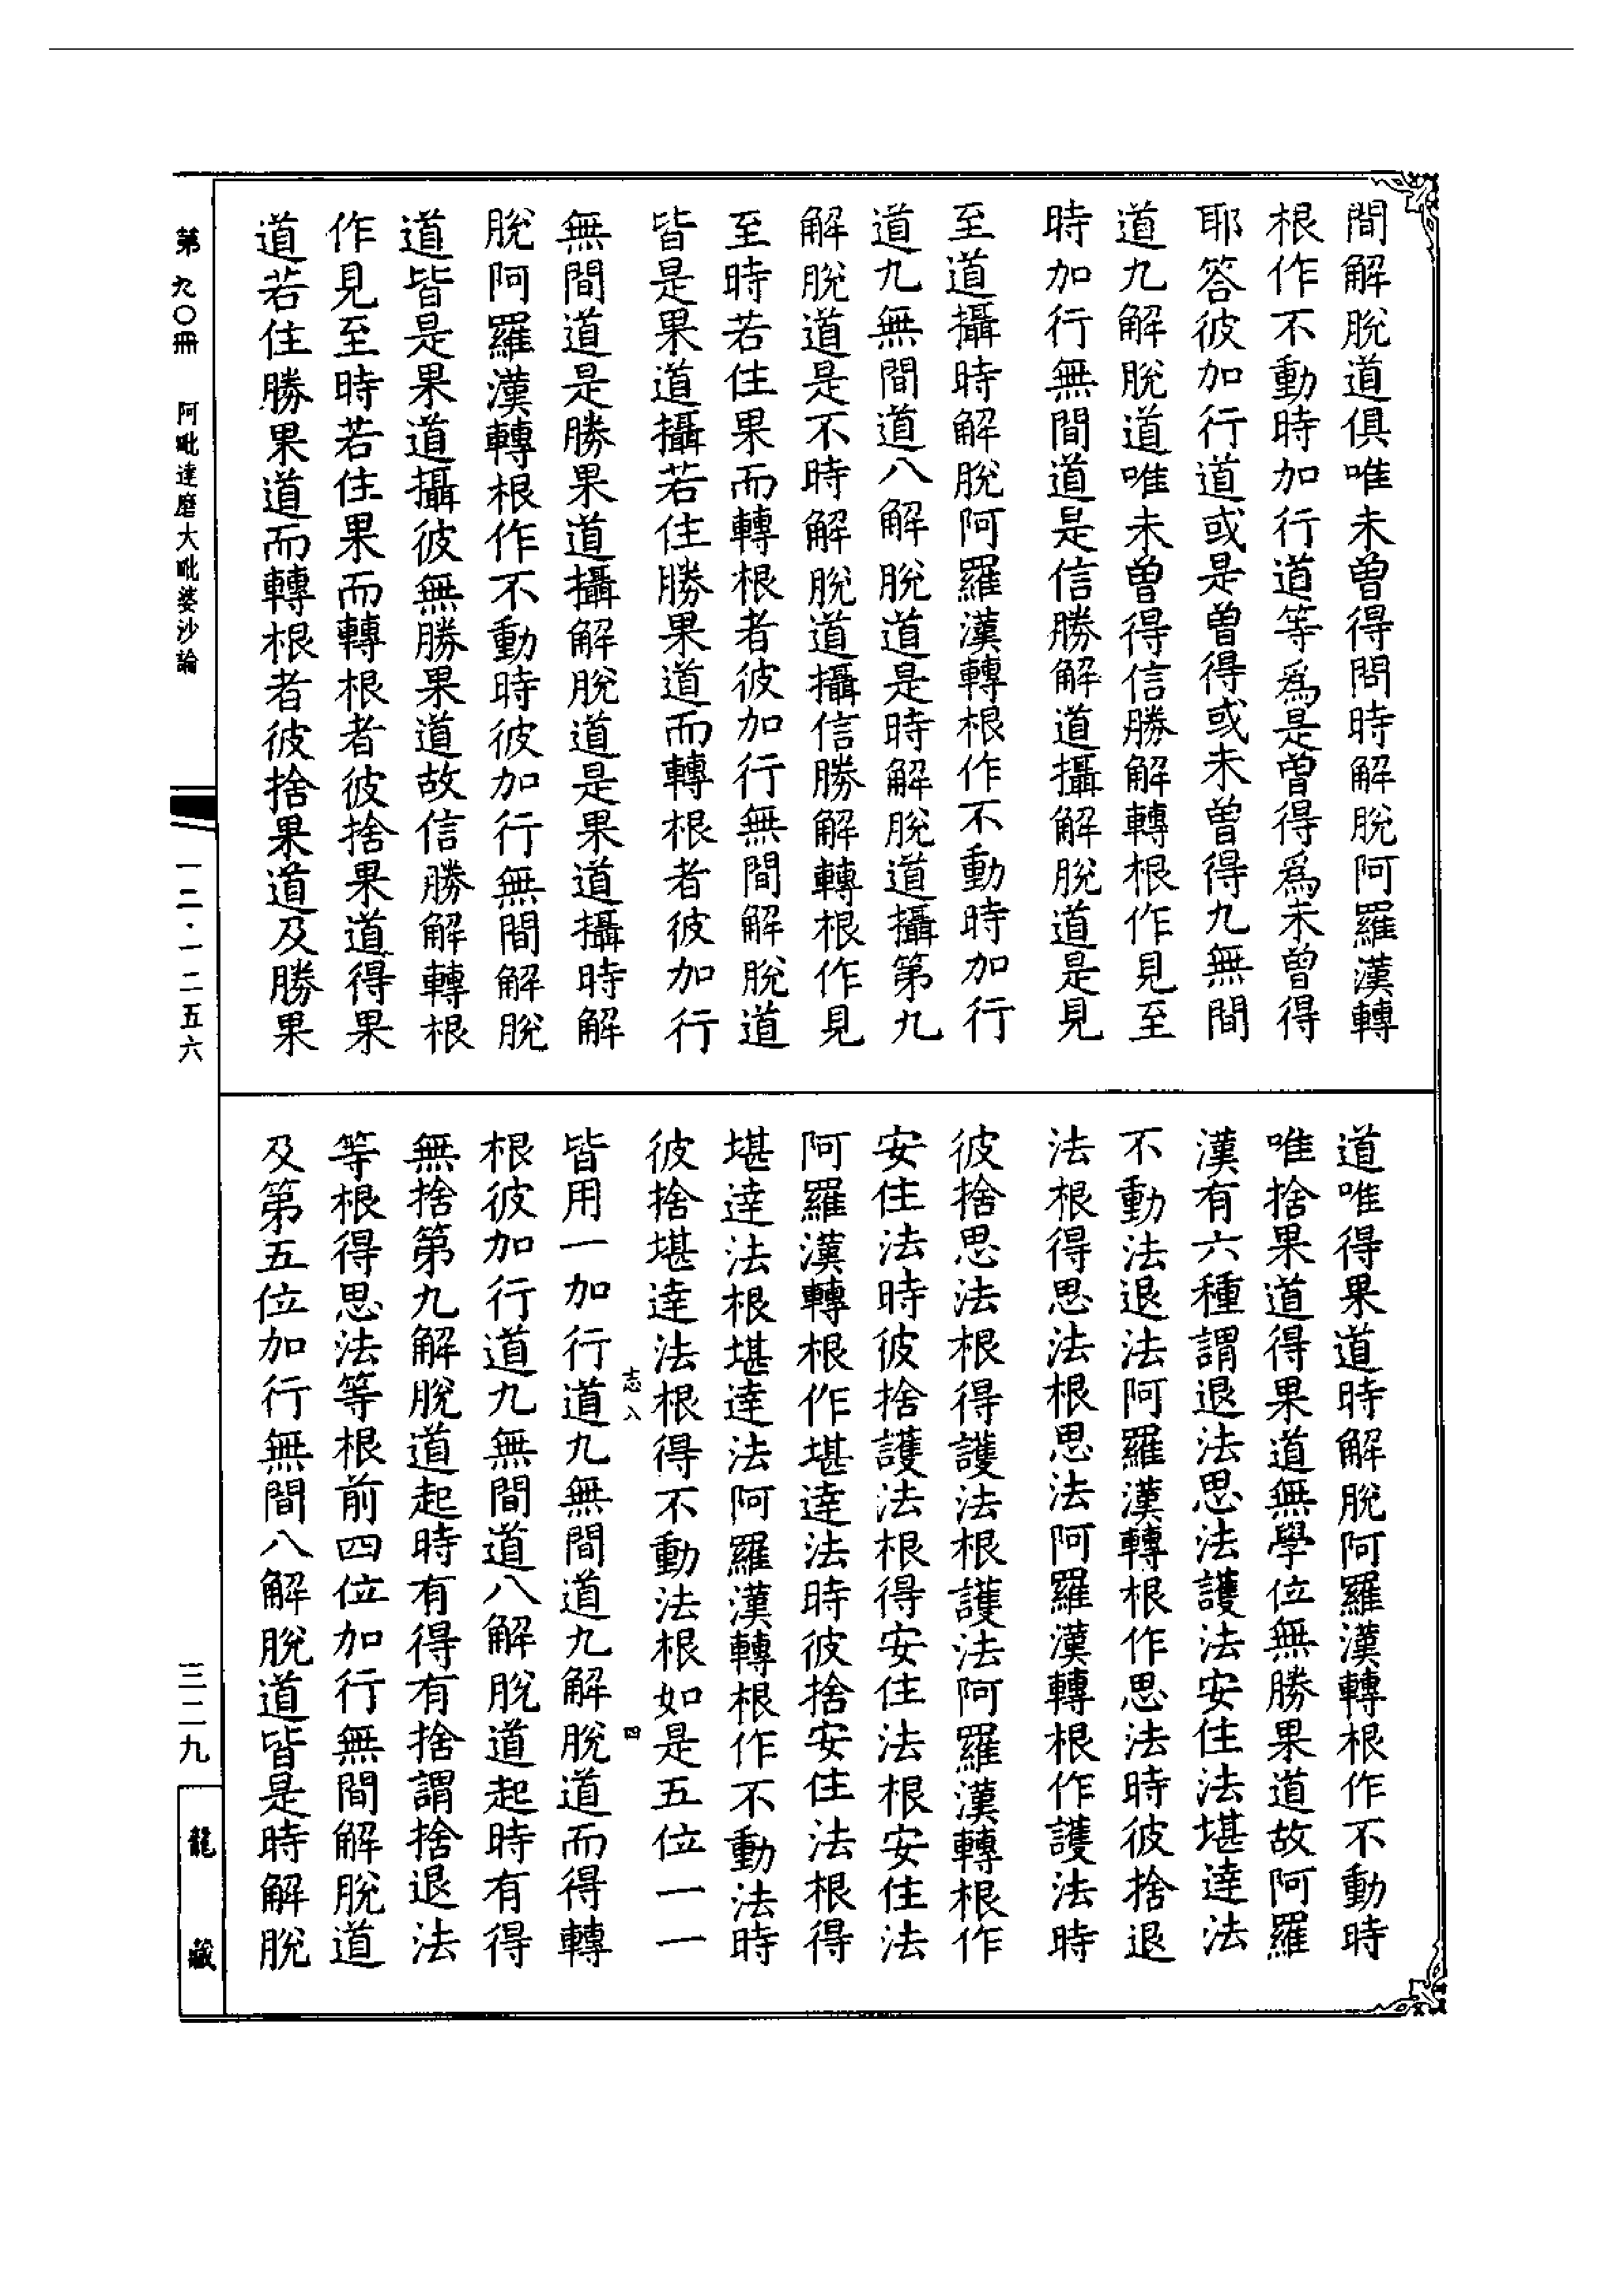 間解脫道俱唯未曾得問時解脫阿羅漢轉
根作不動時加行道等為是曾得為未曾得
耶答彼加行道或是曾得或未曾得九無間
道九解脫道唯未曾得信勝解轉根作見至
時加行無間道是信勝解道攝解脫道是見
至道攝時解脫阿羅漢轉根作不動時加行
道九無間道八解脫道是時解脫道攝第九
解脫道是不時解脫道攝信勝解轉根作見
至時若住果而轉根者彼加行無間解脫道
皆是果道攝若住勝果道而轉根者彼加行
無間道是勝果道攝解脫道是果道攝時解
脫阿羅漢轉根作不動時彼加行無間解脫
道皆是果道攝彼無勝果道故信勝解轉根
作見至時若住果而轉根者彼捨果道得果
道若住勝果道而轉根者彼捨果道及勝果
道唯得果道時解脫阿羅漢轉根作不動時
唯捨果道得果道無學位無勝果道故阿羅
漢有六種謂退法思法護法安住法堪達法
不動法退法阿羅漢轉根作思法時彼捨退
法根得思法根思法阿羅漢轉根作護法時
彼捨思法根得護法根護法阿羅漢轉根作
安住法時彼捨護法根得安住法根安住法
阿羅漢轉根作堪達法時彼捨安住法根得
堪達法根堪達法阿羅漢轉根作不動法時
彼捨堪達法根得不動法根如是五位一一
志八 四
皆用一加行道九無間道九解脫道而得轉
根彼加行道九無間道八解脫道起時有得
無捨第九解脫道起時有得有捨謂捨退法
等根得思法等根前四位加行無間解脫道
及第五位加行無間八解脫道皆是時解脫
第九〇冊 阿毗達磨大毗婆沙論
一二·一二五六
三二九
龍藏